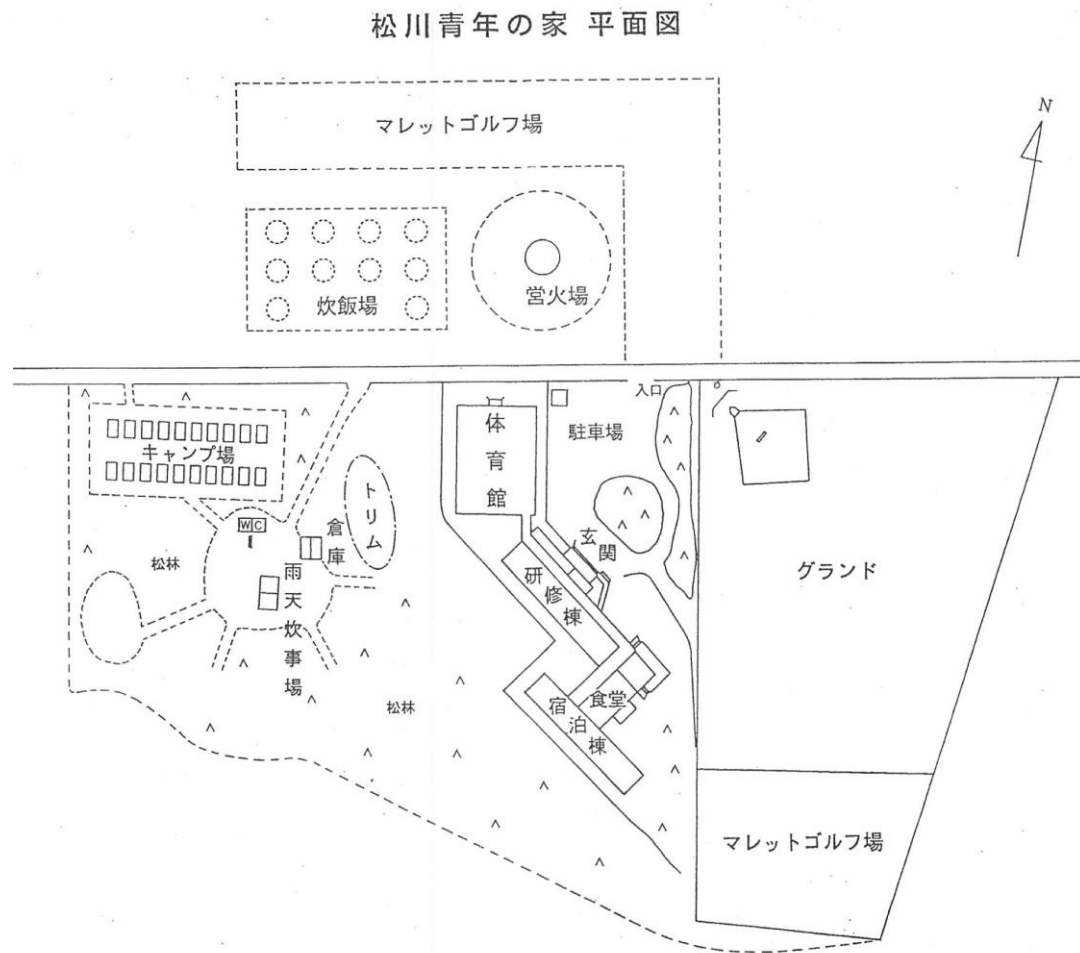 松川青年の家 平面図
マレットゴルフ場
N
炊飯場
営火場
入口
体育館
駐車場
キャンプ場
トリム
WC
倉庫
玄関
松林
雨天炊事場
研修棟
グランド
食堂
宿泊棟
松林
マレットゴルフ場